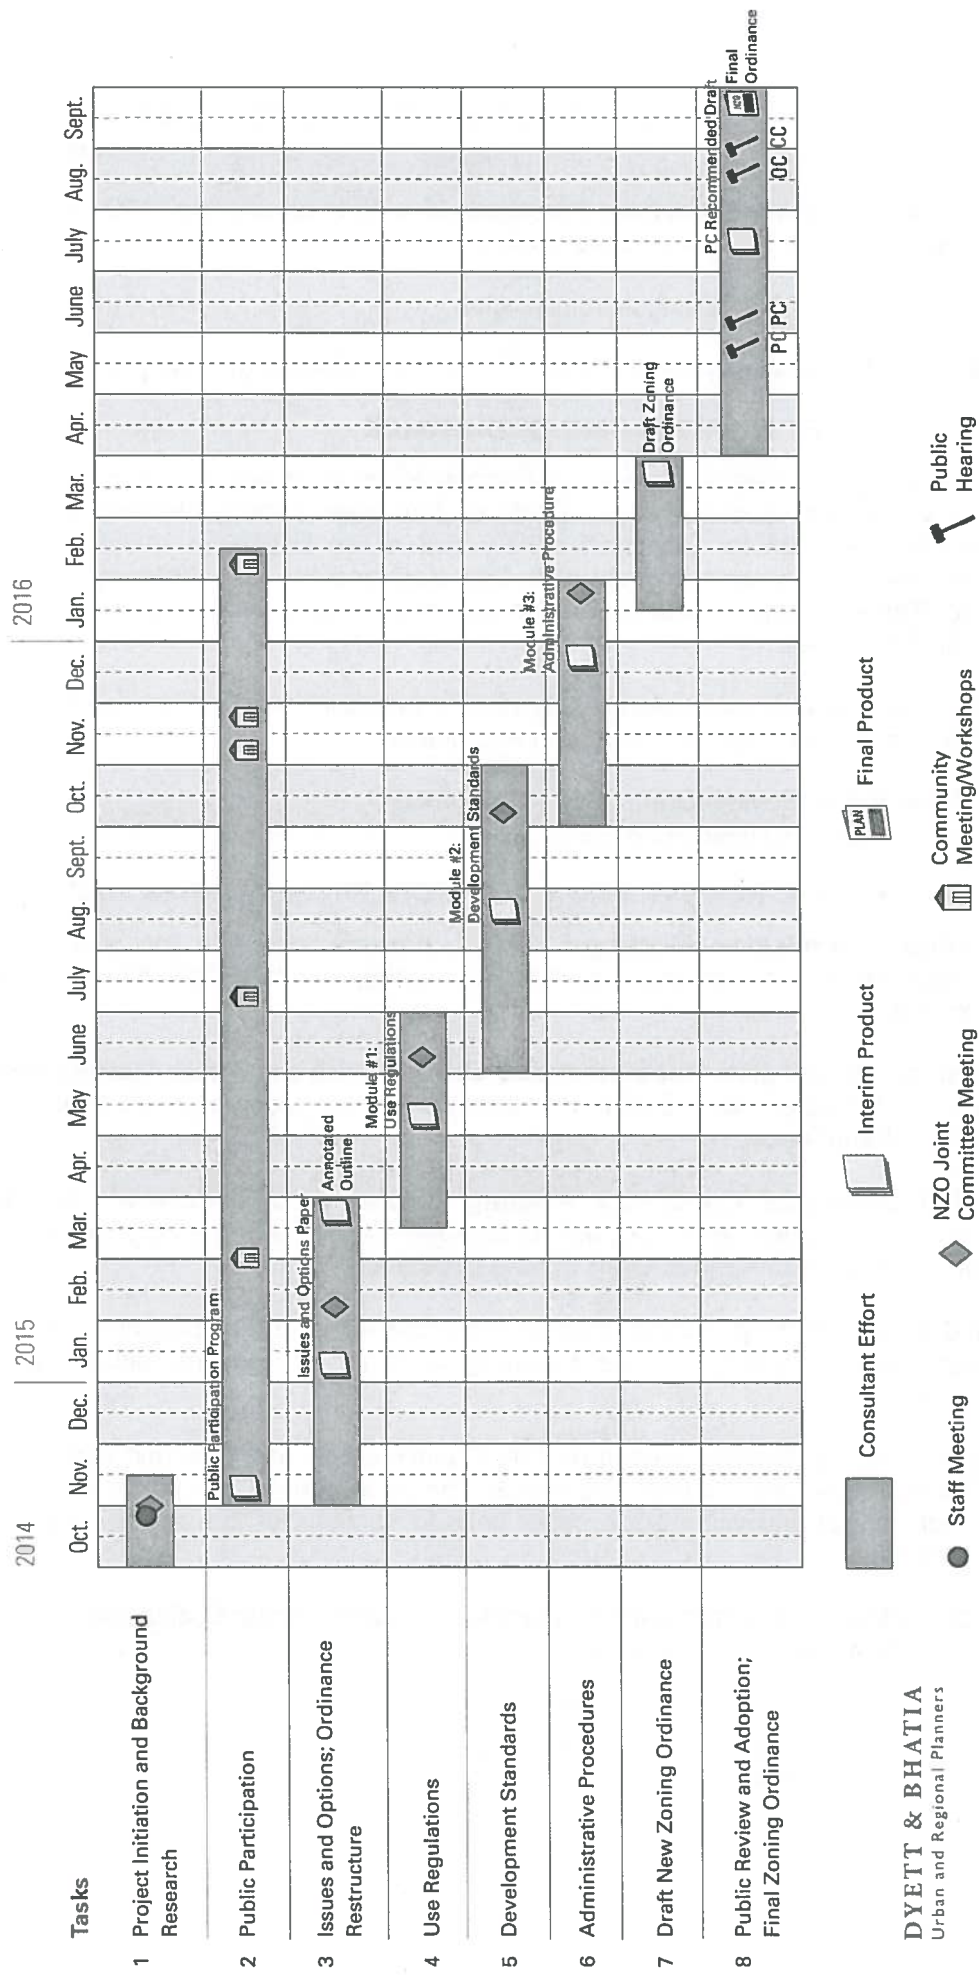 2014
2015
2016
Tasks
Oct.
Nov.
Dec.
Jan.
Feb.
Mar.
Apr.
May
June
July
Aug.
Sept.
Oct.
Nov.
Dec.
Jan.
Feb.
Mar.
Apr.
May
June
July
Aug.
Sept.
1 Project Initiation and Background
Research
2 Public Participation
Public Participation Program
3 Issues and Options; Ordinance
Restructure
Issues and Options Paper
Annotated
Outline
4 Use Regulations
Module #1:
Use Regulations
5 Development Standards
Module #2:
Development Standards
6 Administrative Procedures
Module #3:
Administrative Procedure
7 Draft New Zoning Ordinance
Draft Zoning
Ordinance
8 Public Review and Adoption;
Final Zoning Ordinance
PC Recommended Draft
Final
Ordinance
PC PC
OC CC
Consultant Effort
Interim Product
PLAN
Final Product
Staff Meeting
NZO Joint
Committee Meeting
Community
Meeting/Workshops
Public
Hearing
DYETT & BHATIA
Urban and Regional Planners